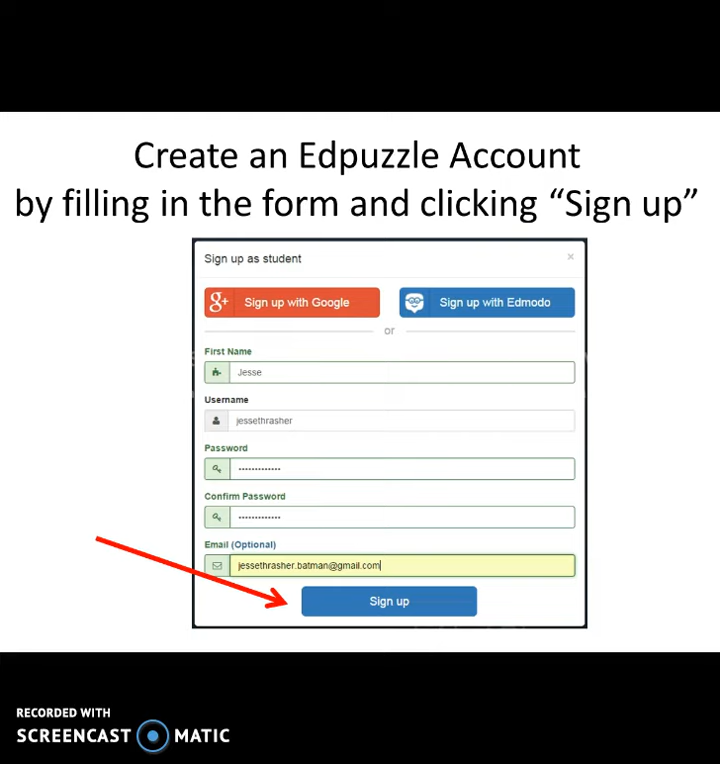 Create an Edpuzzle Account
by filling in the form and clicking “Sign up”
Sign up as student ×
g+ Sign up with Google Sign up with Edmodo
or
First Name
Jesse
Username
jessethrasher
Password
•••••••••••••
Confirm Password
•••••••••••••
Email (Optional)
jessethrasher.batman@gmail.com
Sign up
RECORDED WITH
SCREENCAST MATIC